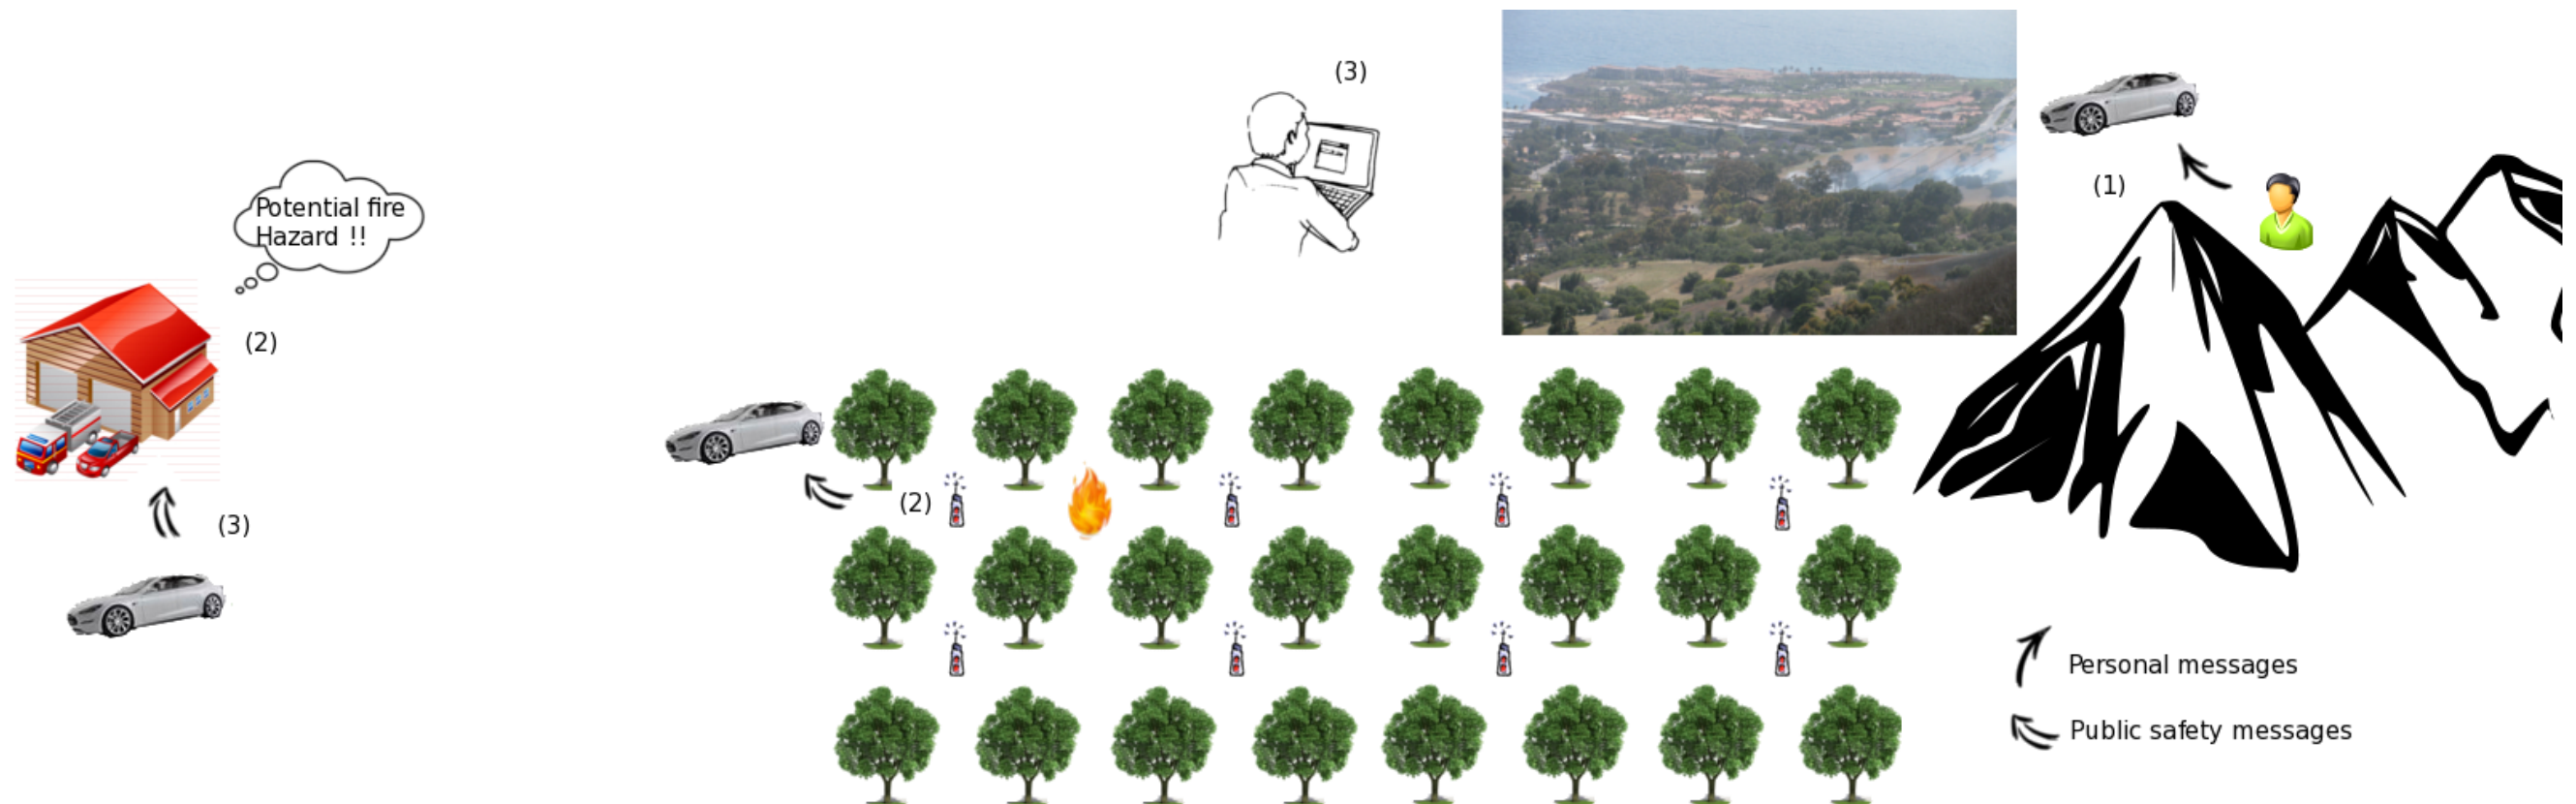 (3)
(1)
Potential fire
Hazard !!
(2)
(2)
(3)
Personal messages
Public safety messages